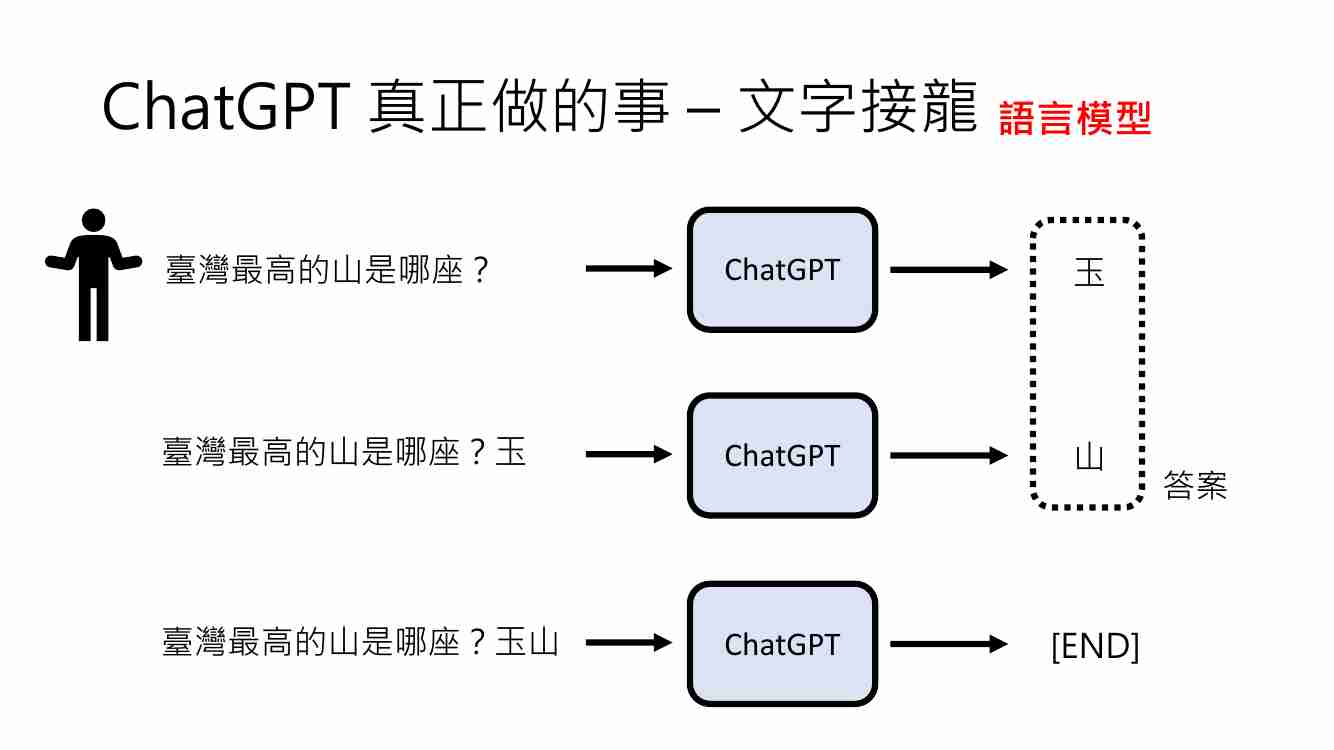 ChatGPT 真正做的事 – 文字接龍 語言模型
臺灣最高的山是哪座？
ChatGPT
玉
臺灣最高的山是哪座？玉
ChatGPT
山
答案
臺灣最高的山是哪座？玉山
ChatGPT
[END]